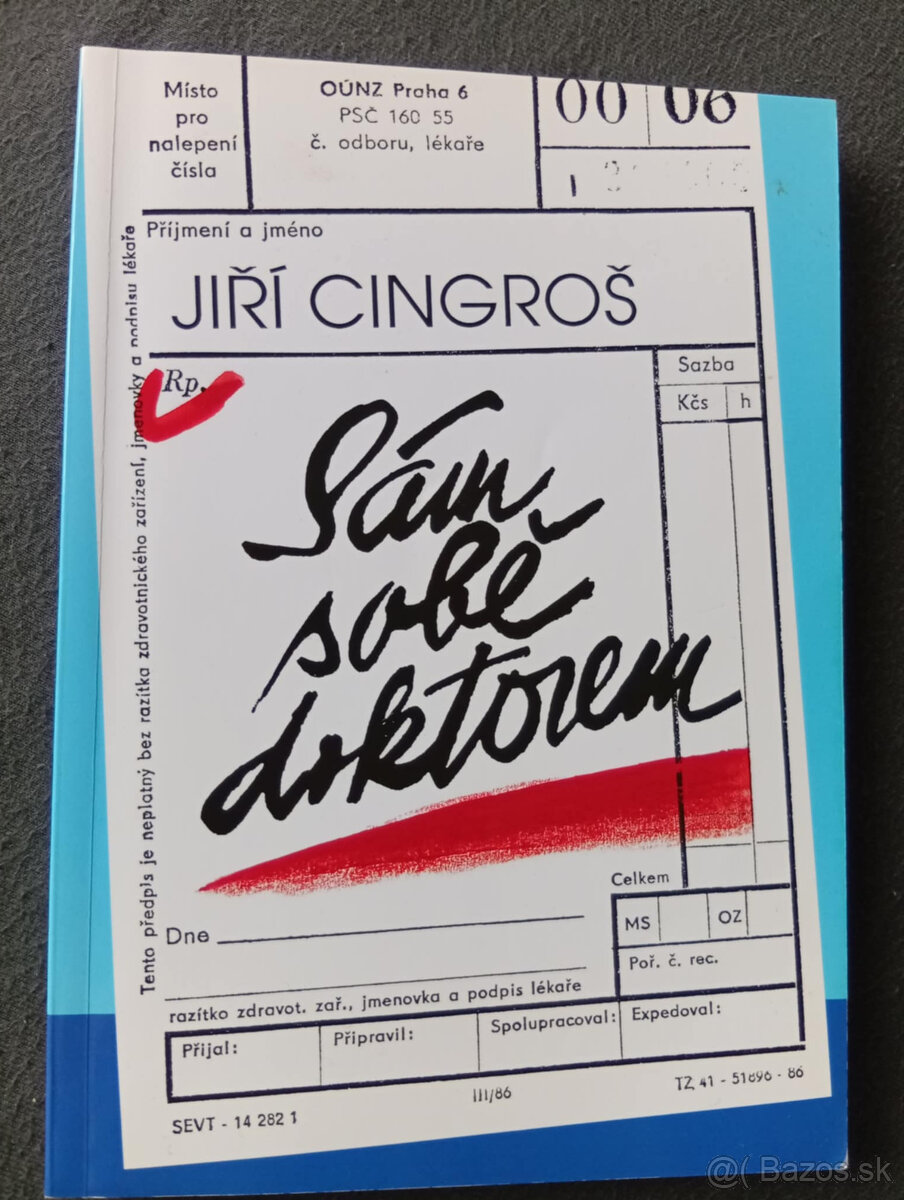 Místo
pro
nalepení
čísla
OÚNZ Praha 6
PSČ 160 55
č. odboru, lékaře
00 06
Příjmení a jméno
JIŘÍ CINGROŠ
Rp.
Sazba
Kčs h
Sám
sobě
doktorem
Tento předpis je neplatný bez razítka zdravotnického zařízení, jmenovky a podpisu lékaře
Celkem
MS OZ
Poř. č. rec.
Dne
razítko zdravot. zař., jmenovka a podpis lékaře
Přijal: Připravil: Spolupracoval: Expedoval:
SEVT - 14 282 1
III/86
TZ 41 - 51896 - 86
@( Bazos.sk